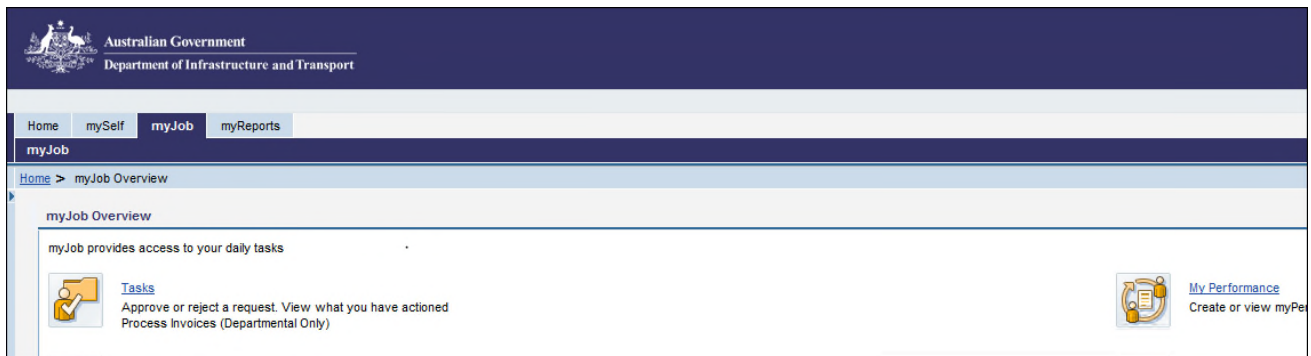 Australian Government
Department of Infrastructure and Transport
Home mySelf myJob myReports
myJob
Home > myJob Overview
myJob Overview
myJob provides access to your daily tasks
Tasks
Approve or reject a request. View what you have actioned
Process Invoices (Departmental Only)
My Performance
Create or view